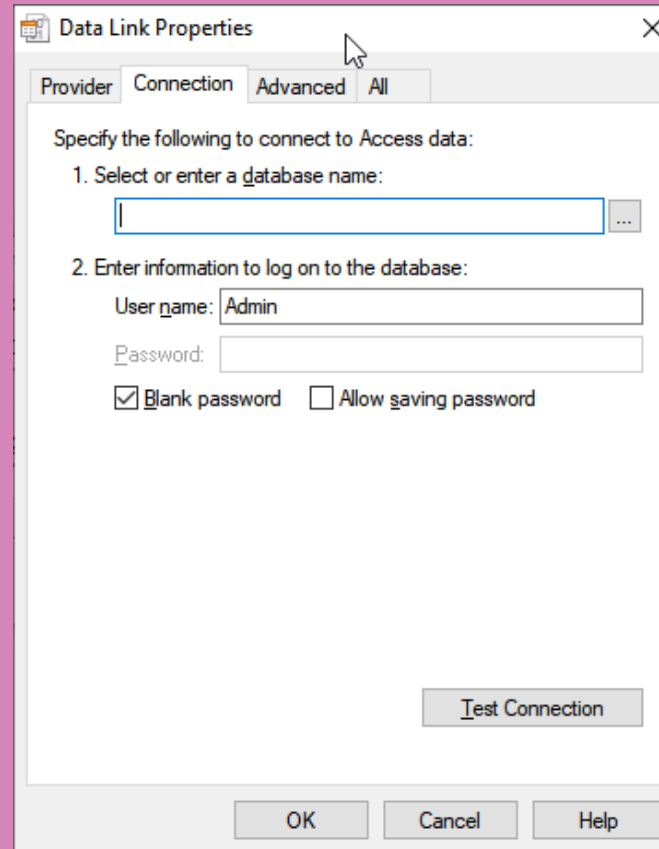 Data Link Properties
Provider Connection Advanced All
Specify the following to connect to Access data:
1. Select or enter a database name:
...
2. Enter information to log on to the database:
User name: Admin
Password:
Blank password Allow saving password
Test Connection
OK Cancel Help